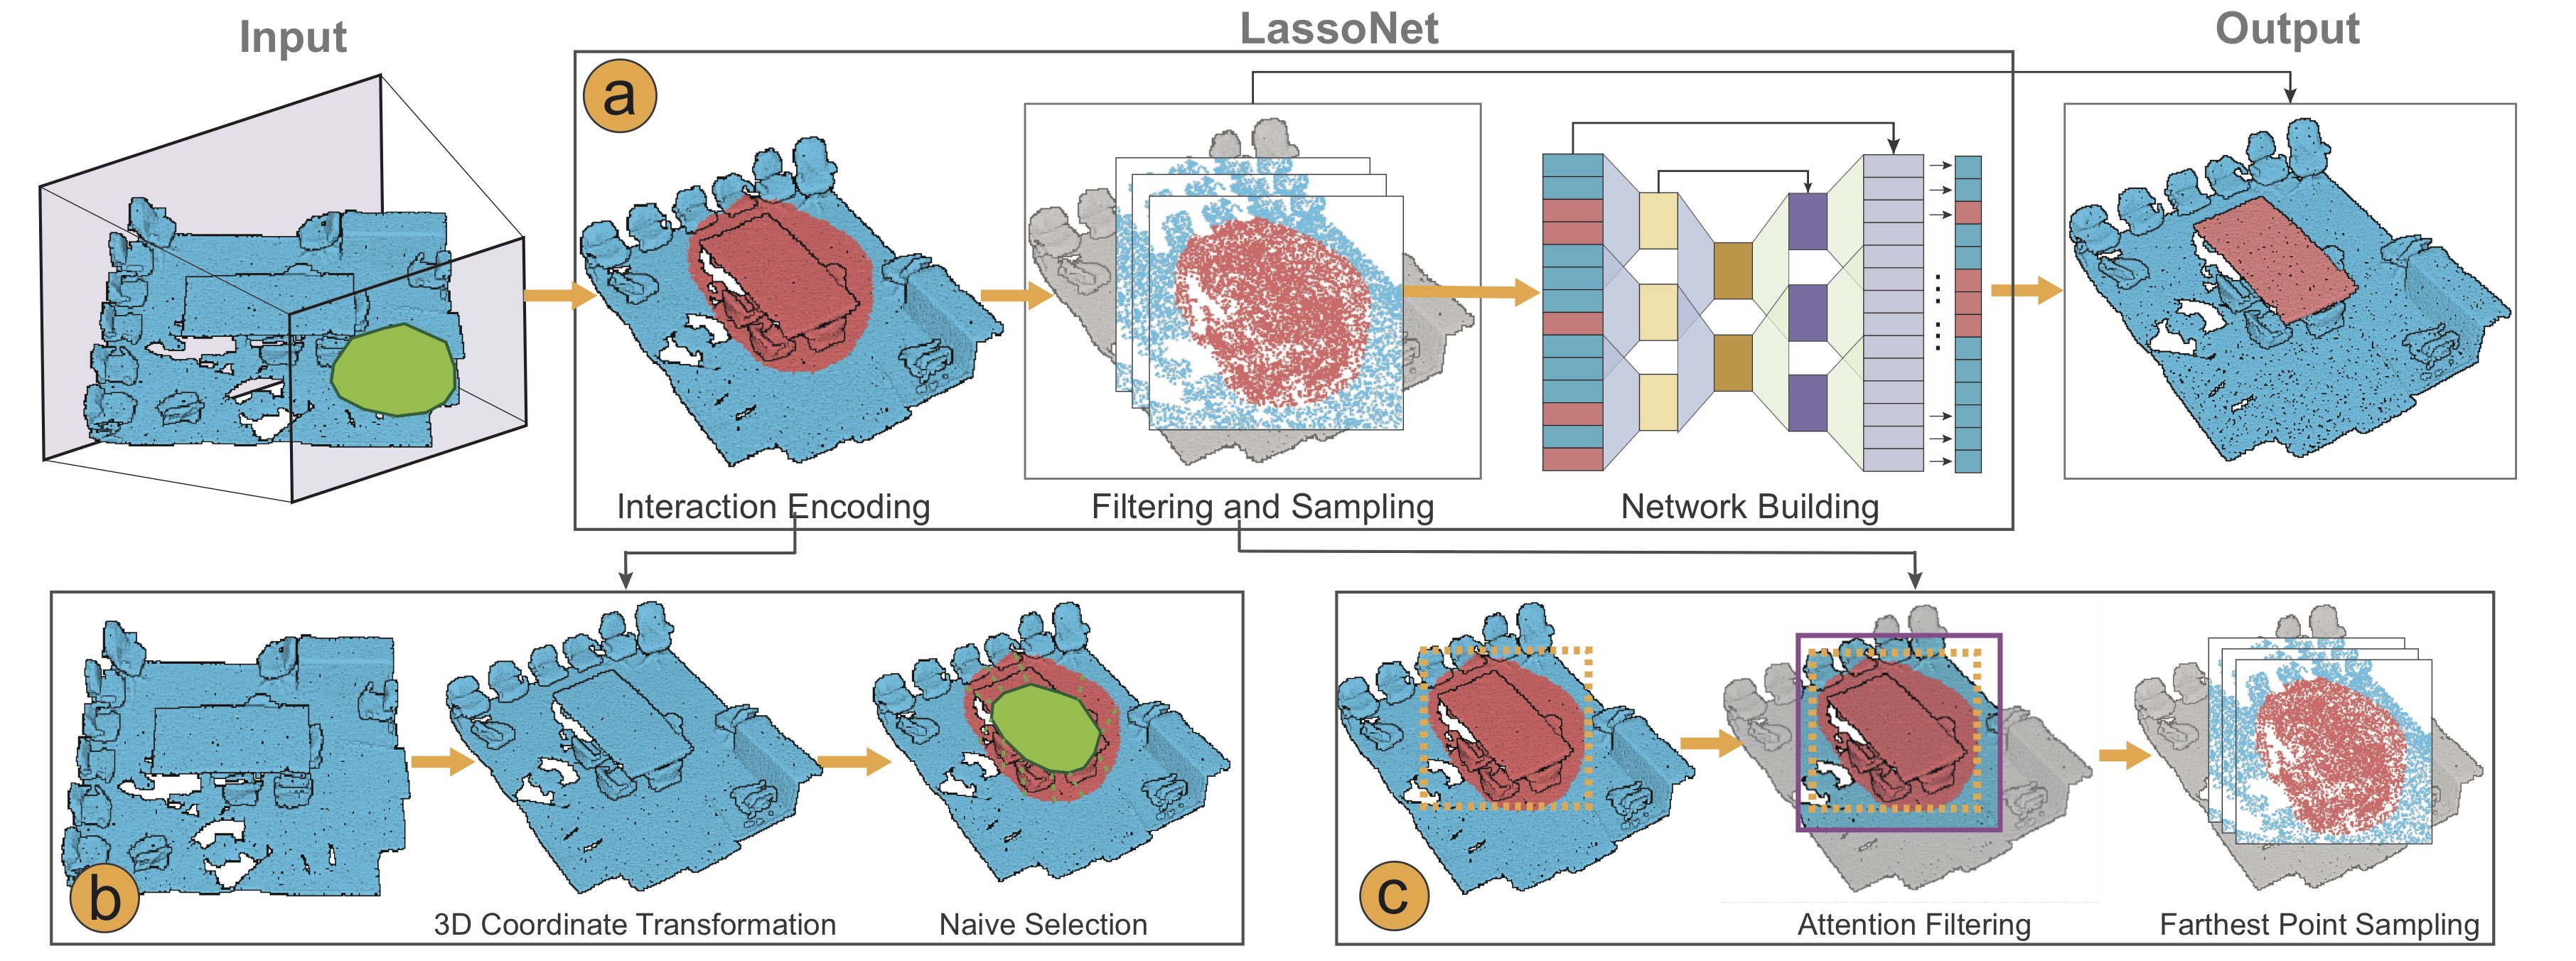 Input
LassoNet
Output
a
Interaction Encoding
Filtering and Sampling
Network Building
b
3D Coordinate Transformation
Naive Selection
c
Attention Filtering
Farthest Point Sampling